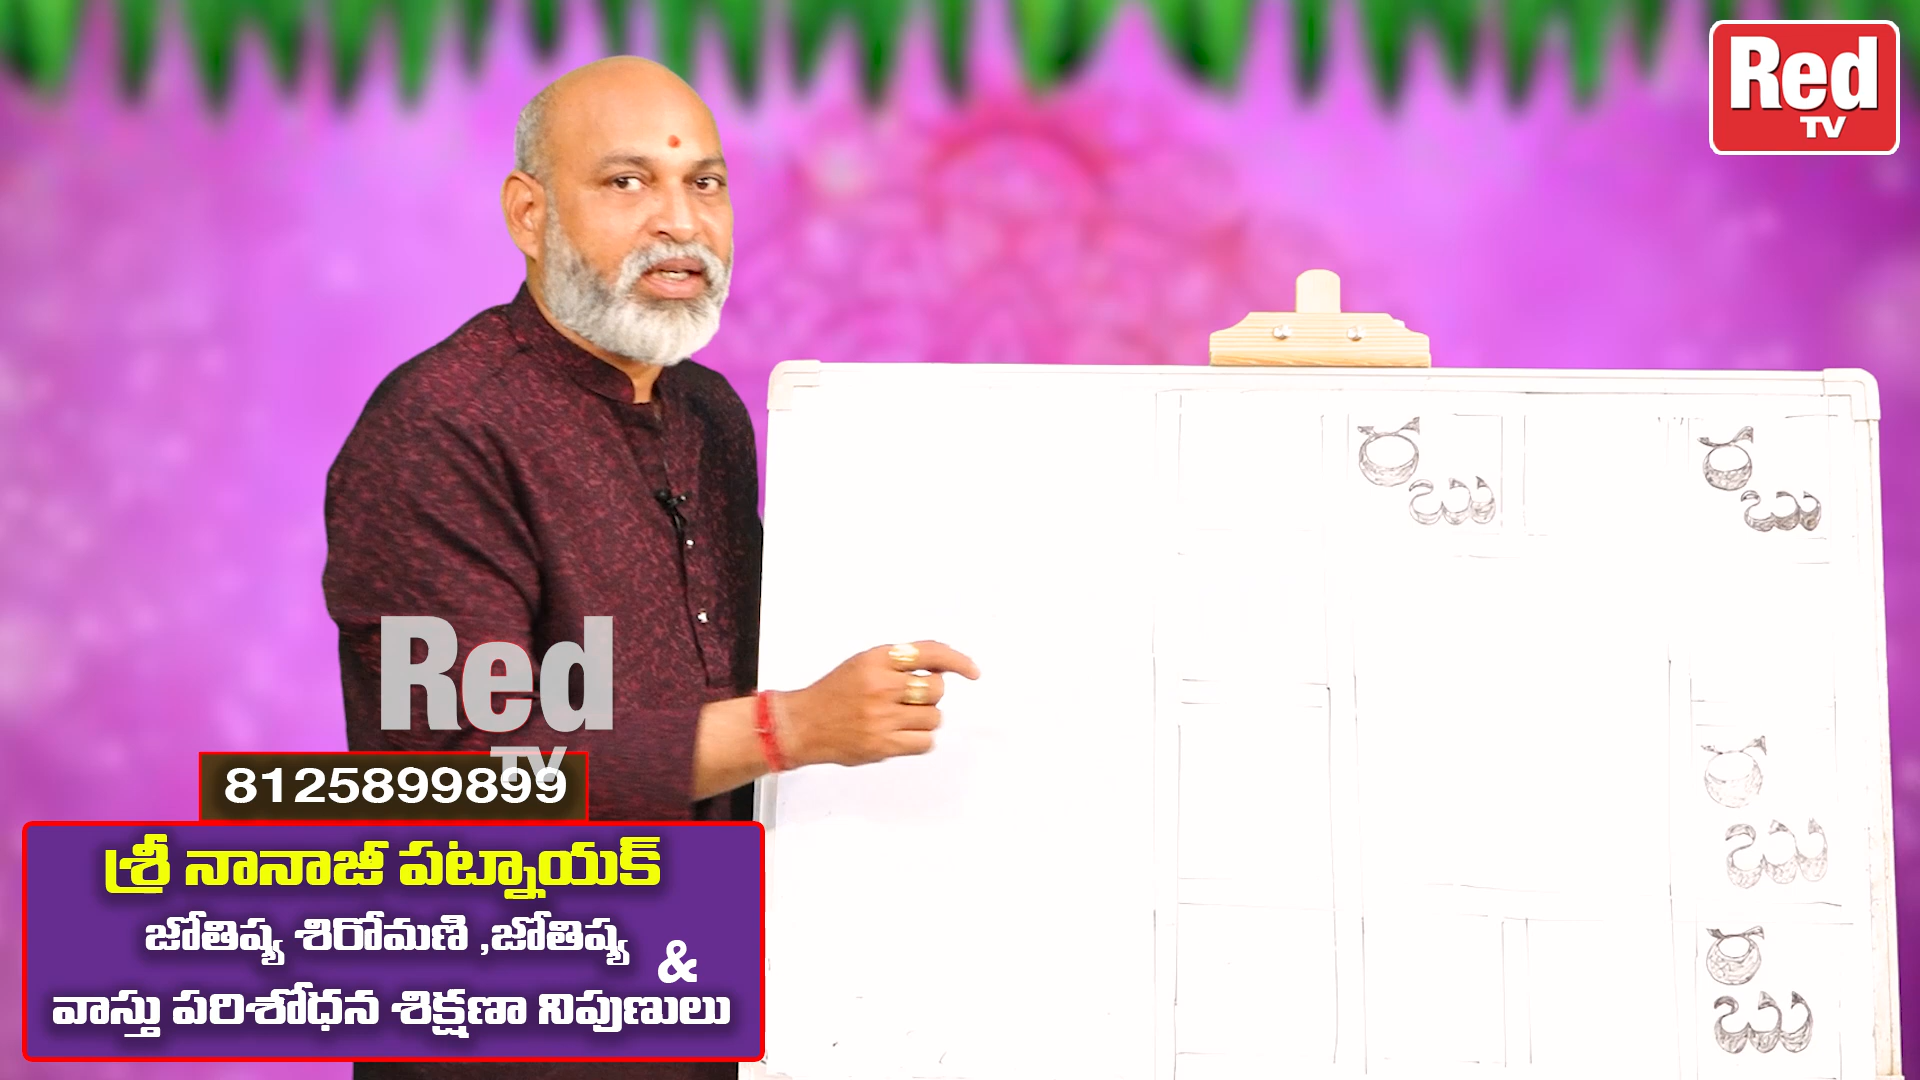 Red
TV
ర ర
బు బు
Red
TV
ర
బు
8125899899
శ్రీ నానాజీ పట్నాయక్
జ్యోతిష్య శిరోమణి ,జ్యోతిష్య &
వాస్తు పరిశోధన శిక్షణా నిపుణులు
ర
బు